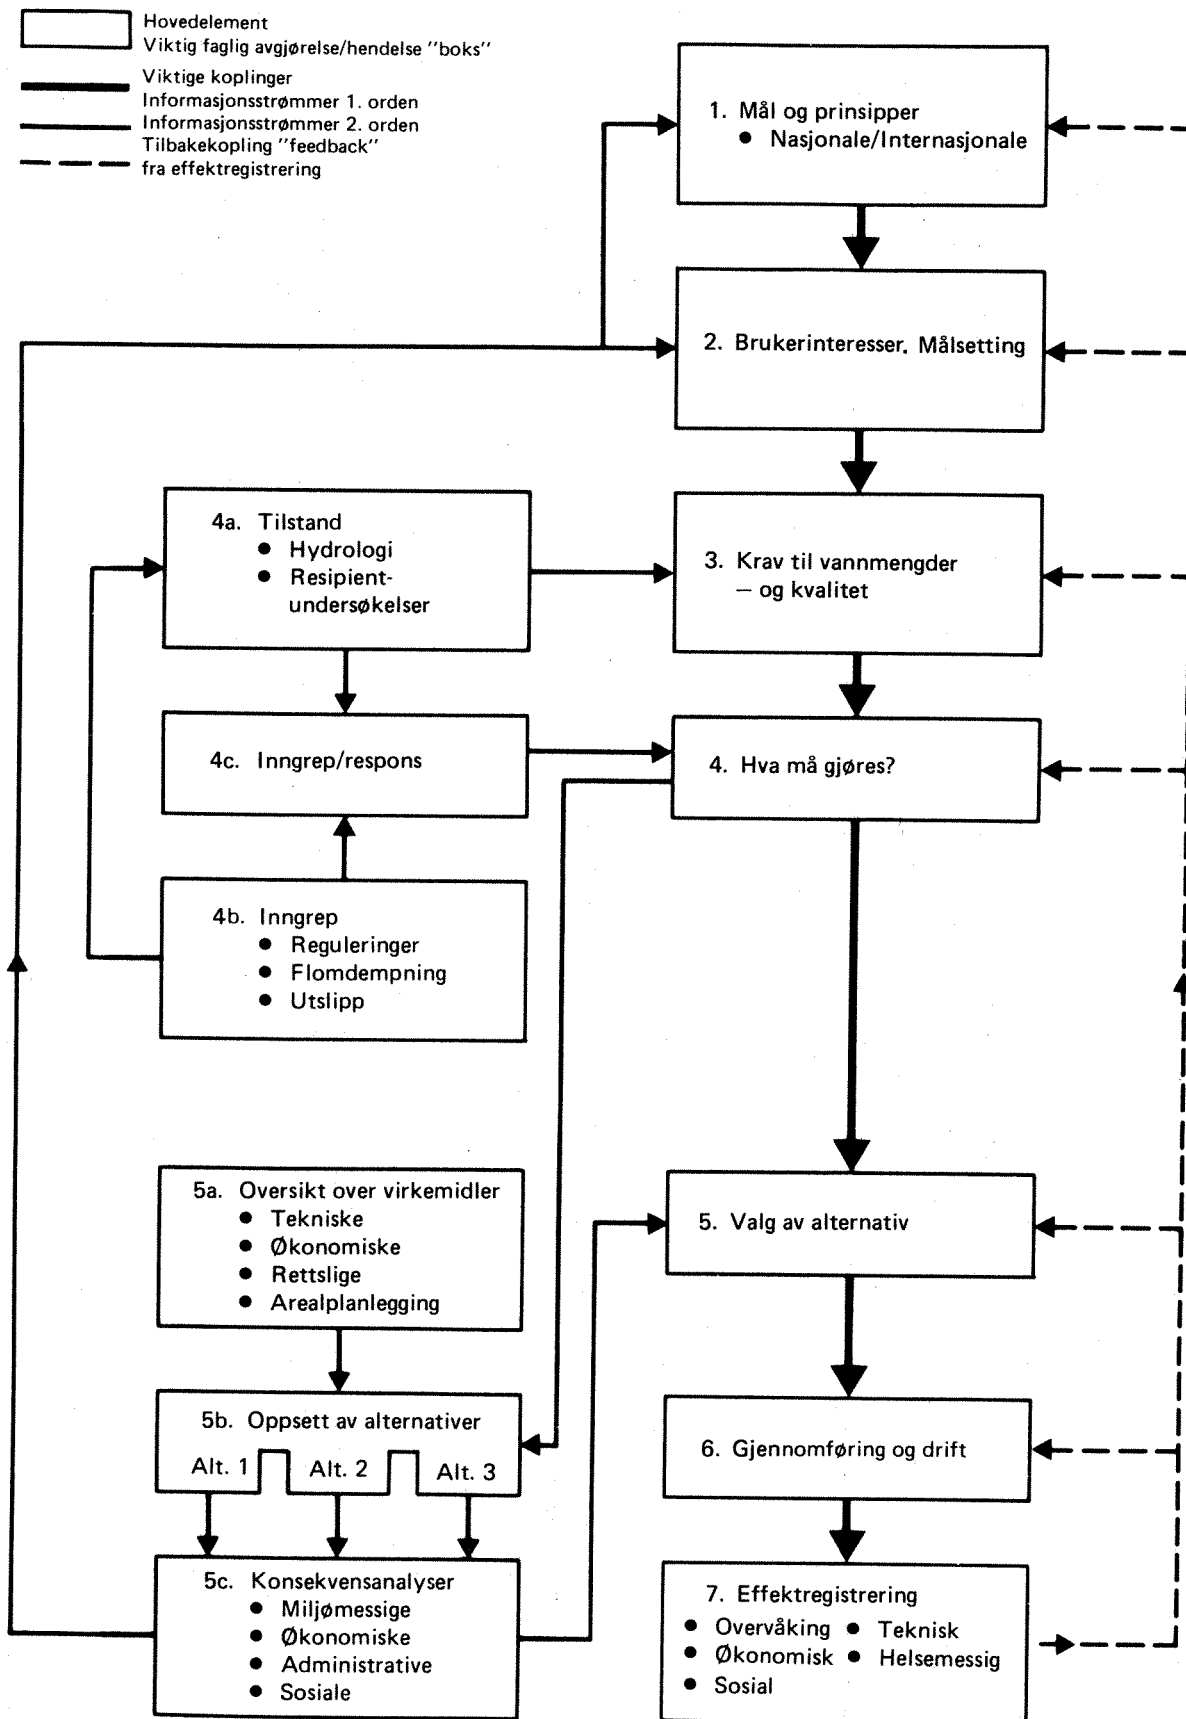 Hovedelement
Viktig faglig avgjørelse/hendelse "boks"
Viktige koplinger
Informasjonsstrømmer 1. orden
Informasjonsstrømmer 2. orden
Tilbakekopling "feedback"
fra effektregistrering
1. Mål og prinsipper
● Nasjonale/Internasjonale
2. Brukerinteresser. Målsetting
4a. Tilstand
● Hydrologi
● Resipient-
undersøkelser
3. Krav til vannmengder
— og kvalitet
4c. Inngrep/respons
4. Hva må gjøres?
4b. Inngrep
● Reguleringer
● Flomdempning
● Utslipp
5a. Oversikt over virkemidler
● Tekniske
● Økonomiske
● Rettslige
● Arealplanlegging
5. Valg av alternativ
5b. Oppsett av alternativer
Alt. 1 Alt. 2 Alt. 3
6. Gjennomføring og drift
5c. Konsekvensanalyser
● Miljømessige
● Økonomiske
● Administrative
● Sosiale
7. Effektregistrering
● Overvåking ● Teknisk
● Økonomisk ● Helsemessig
● Sosial